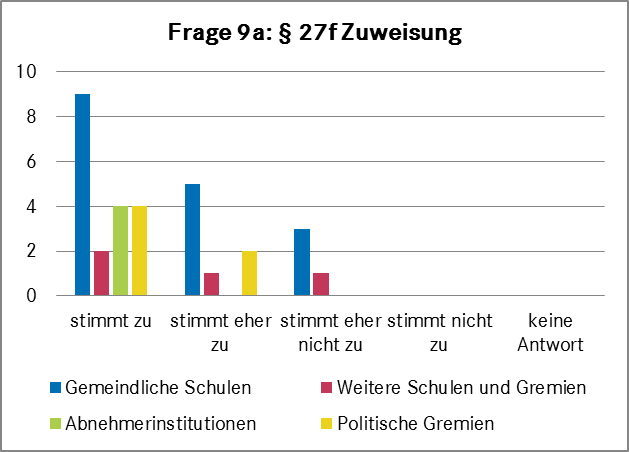 Frage 9a: § 27f Zuweisung
10
8
6
4
2
0
stimmt zu
stimmt eher zu
stimmt eher nicht zu
stimmt nicht zu
keine Antwort
Gemeindliche Schulen
Weitere Schulen und Gremien
Abnehmerinstitutionen
Politische Gremien